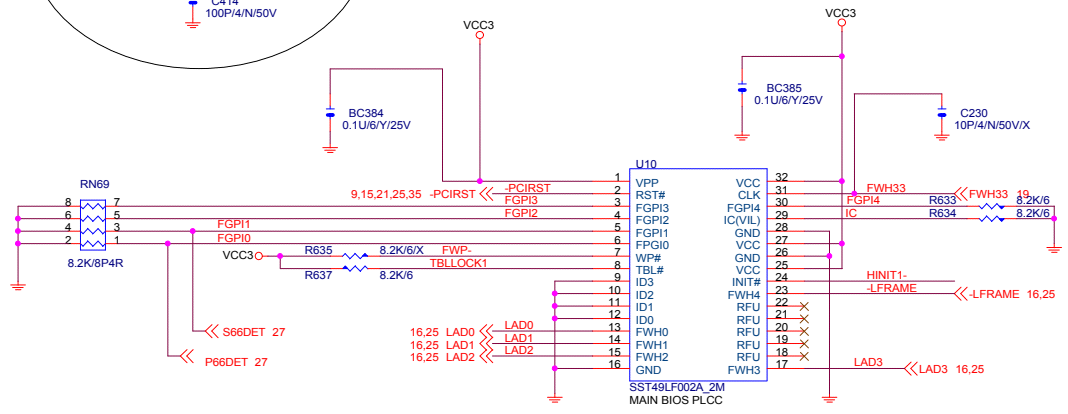 C414
100P/4/N/50V
VCC3
VCC3
BC384
0.1U/6/Y/25V
BC385
0.1U/6/Y/25V
C230
10P/4/N/50V/X
RN69
8 7
6 5
4 3
2 1
8.2K/8P4R
9,15,21,25,35 -PCIRST
-PCIRST
FGPI3
FGPI2
FGPI1
FGPI0
VCC3
R635 8.2K/6/X FWP-
TBLLOCK1
R637 8.2K/6
S66DET 27
P66DET 27
16,25 LAD0 LAD0
16,25 LAD1 LAD1
16,25 LAD2 LAD2
U10
1 VPP VCC 32
2 RST# CLK 31
3 FGPI3 FGPI4 30
4 FGPI2 IC(VIL) 29
5 FGPI1 GND 28
6 FPGI0 VCC 27
7 WP# GND 26
8 TBL# VCC 25
9 ID3 INIT# 24
10 ID2 FWH4 23
11 ID1 RFU 22
12 ID0 RFU 21
13 FWH0 RFU 20
14 FWH1 RFU 19
15 FWH2 RFU 18
16 GND FWH3 17
SST49LF002A_2M
MAIN BIOS PLCC
FWH33 FWH33 19
FGPI4 R633 8.2K/6
IC R634 8.2K/6
HINIT1-
-LFRAME -LFRAME 16,25
LAD3 LAD3 16,25